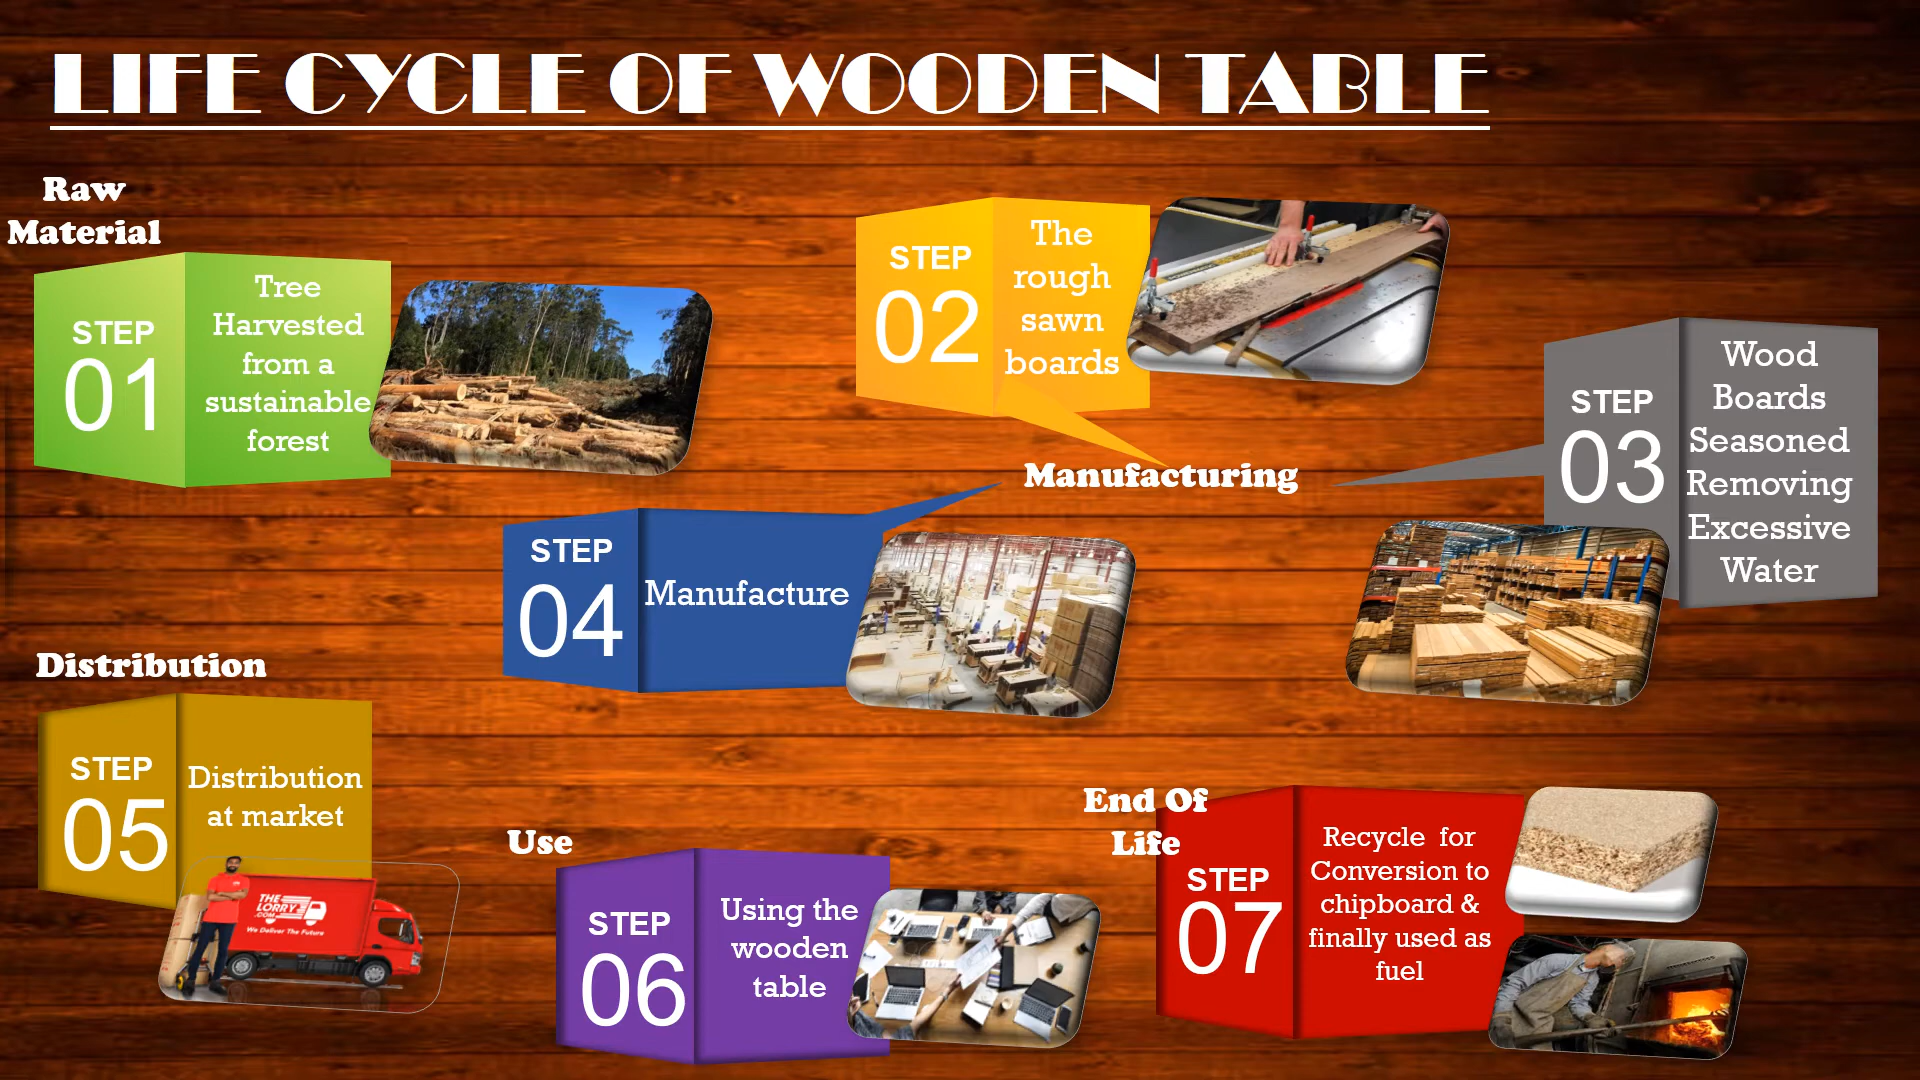 LIFE CYCLE OF WOODEN TABLE
Raw
Material
STEP
01
Tree
Harvested
from a
sustainable
forest
STEP
02
The
rough
sawn
boards
STEP
03
Wood
Boards
Seasoned
Removing
Excessive
Water
Manufacturing
STEP
04
Manufacture
Distribution
STEP
05
Distribution
at market
THE
LORRY
.COM
We Deliver The Future
Use
STEP
06
Using the
wooden
table
End Of
Life
STEP
07
Recycle for
Conversion to
chipboard &
finally used as
fuel